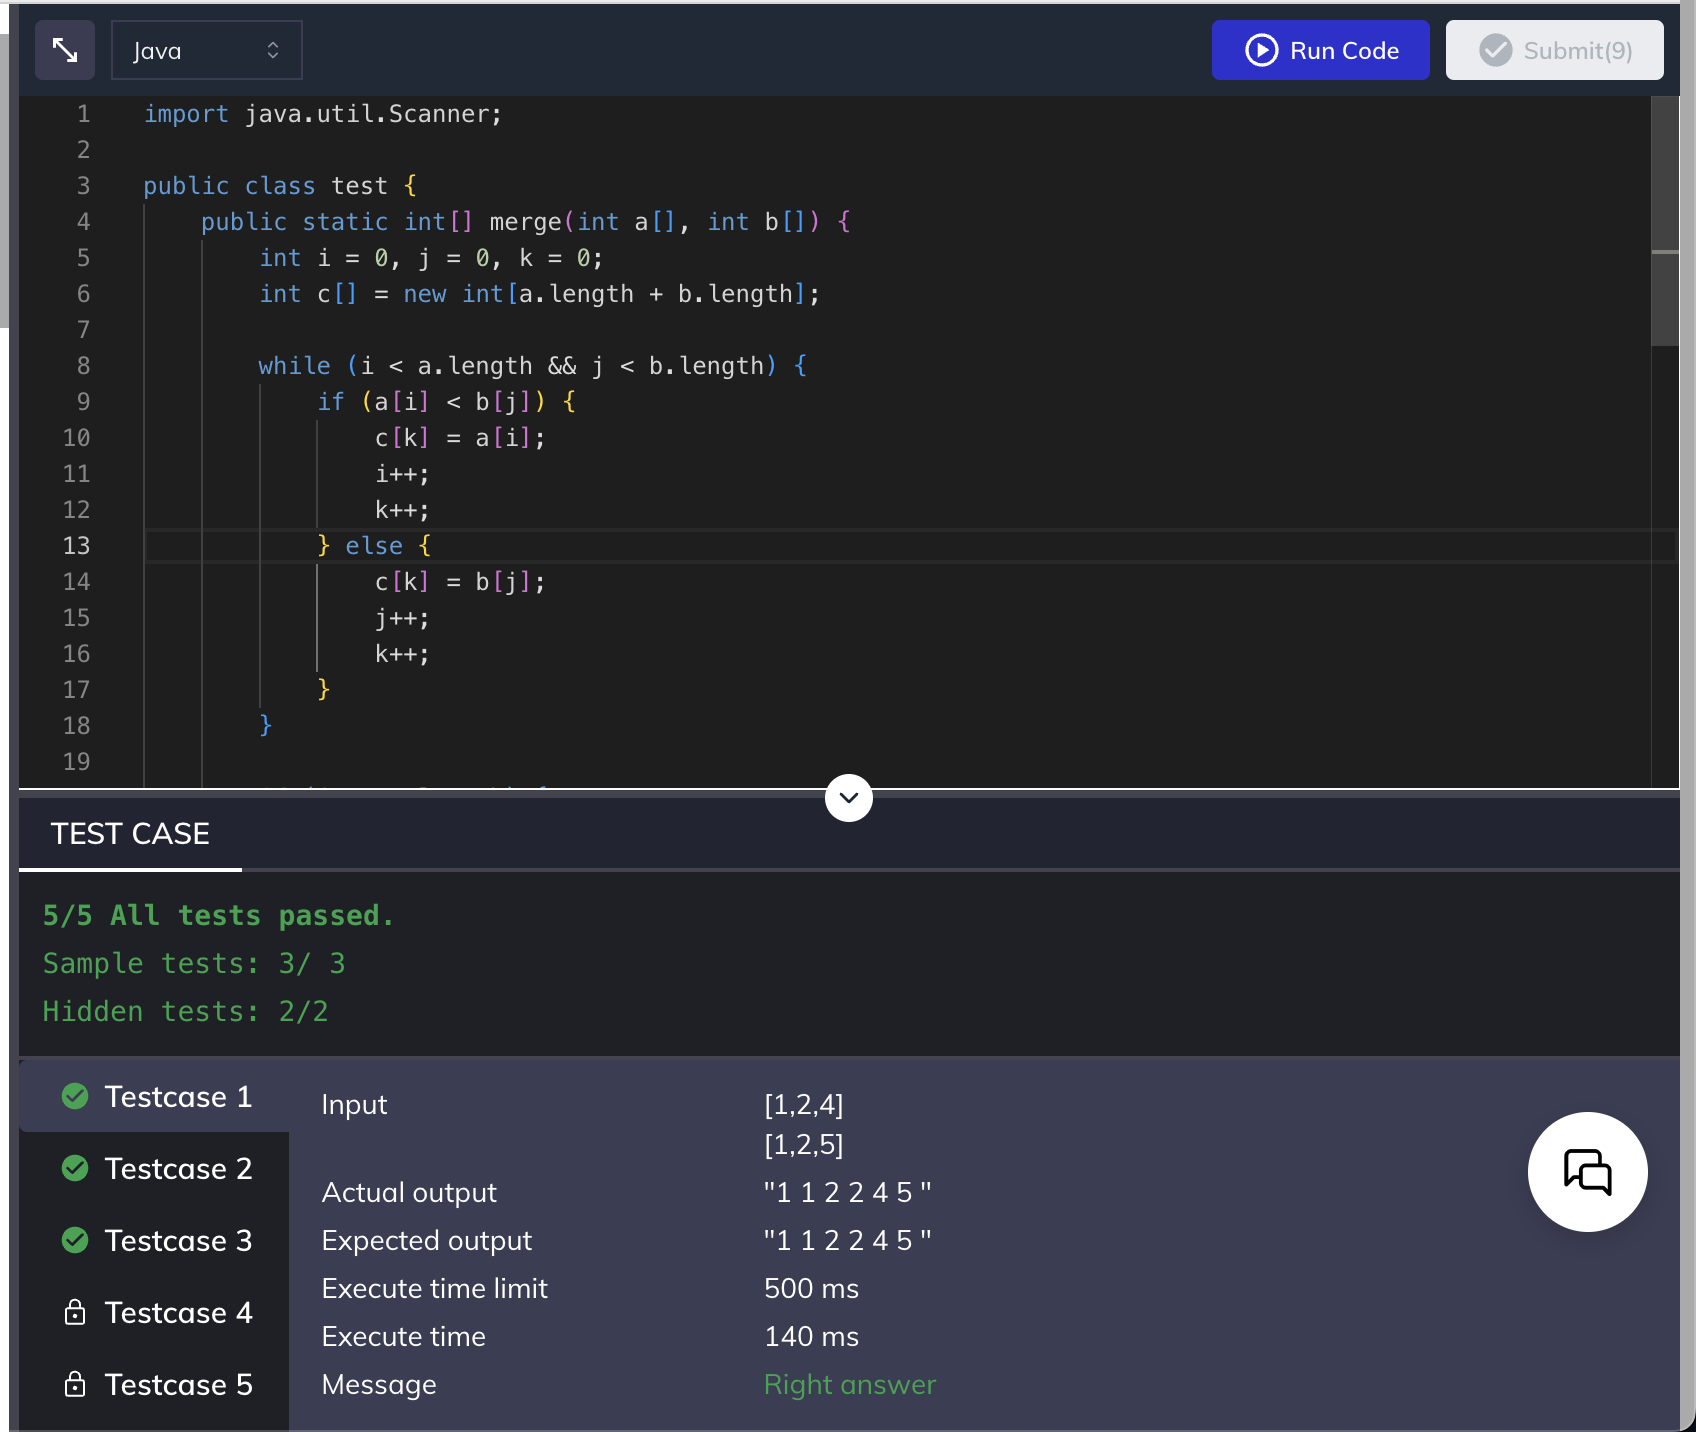 Java
Run Code
Submit(9)
1 import java.util.Scanner;
2
3 public class test {
4 public static int[] merge(int a[], int b[]) {
5 int i = 0, j = 0, k = 0;
6 int c[] = new int[a.length + b.length];
7
8 while (i < a.length && j < b.length) {
9 if (a[i] < b[j]) {
10 c[k] = a[i];
11 i++;
12 k++;
13 } else {
14 c[k] = b[j];
15 j++;
16 k++;
17 }
18 }
19
TEST CASE
5/5 All tests passed.
Sample tests: 3/ 3
Hidden tests: 2/2
Testcase 1
Testcase 2
Testcase 3
Testcase 4
Testcase 5
Input [1,2,4]
[1,2,5]
Actual output "1 1 2 2 4 5 "
Expected output "1 1 2 2 4 5 "
Execute time limit 500 ms
Execute time 140 ms
Message Right answer